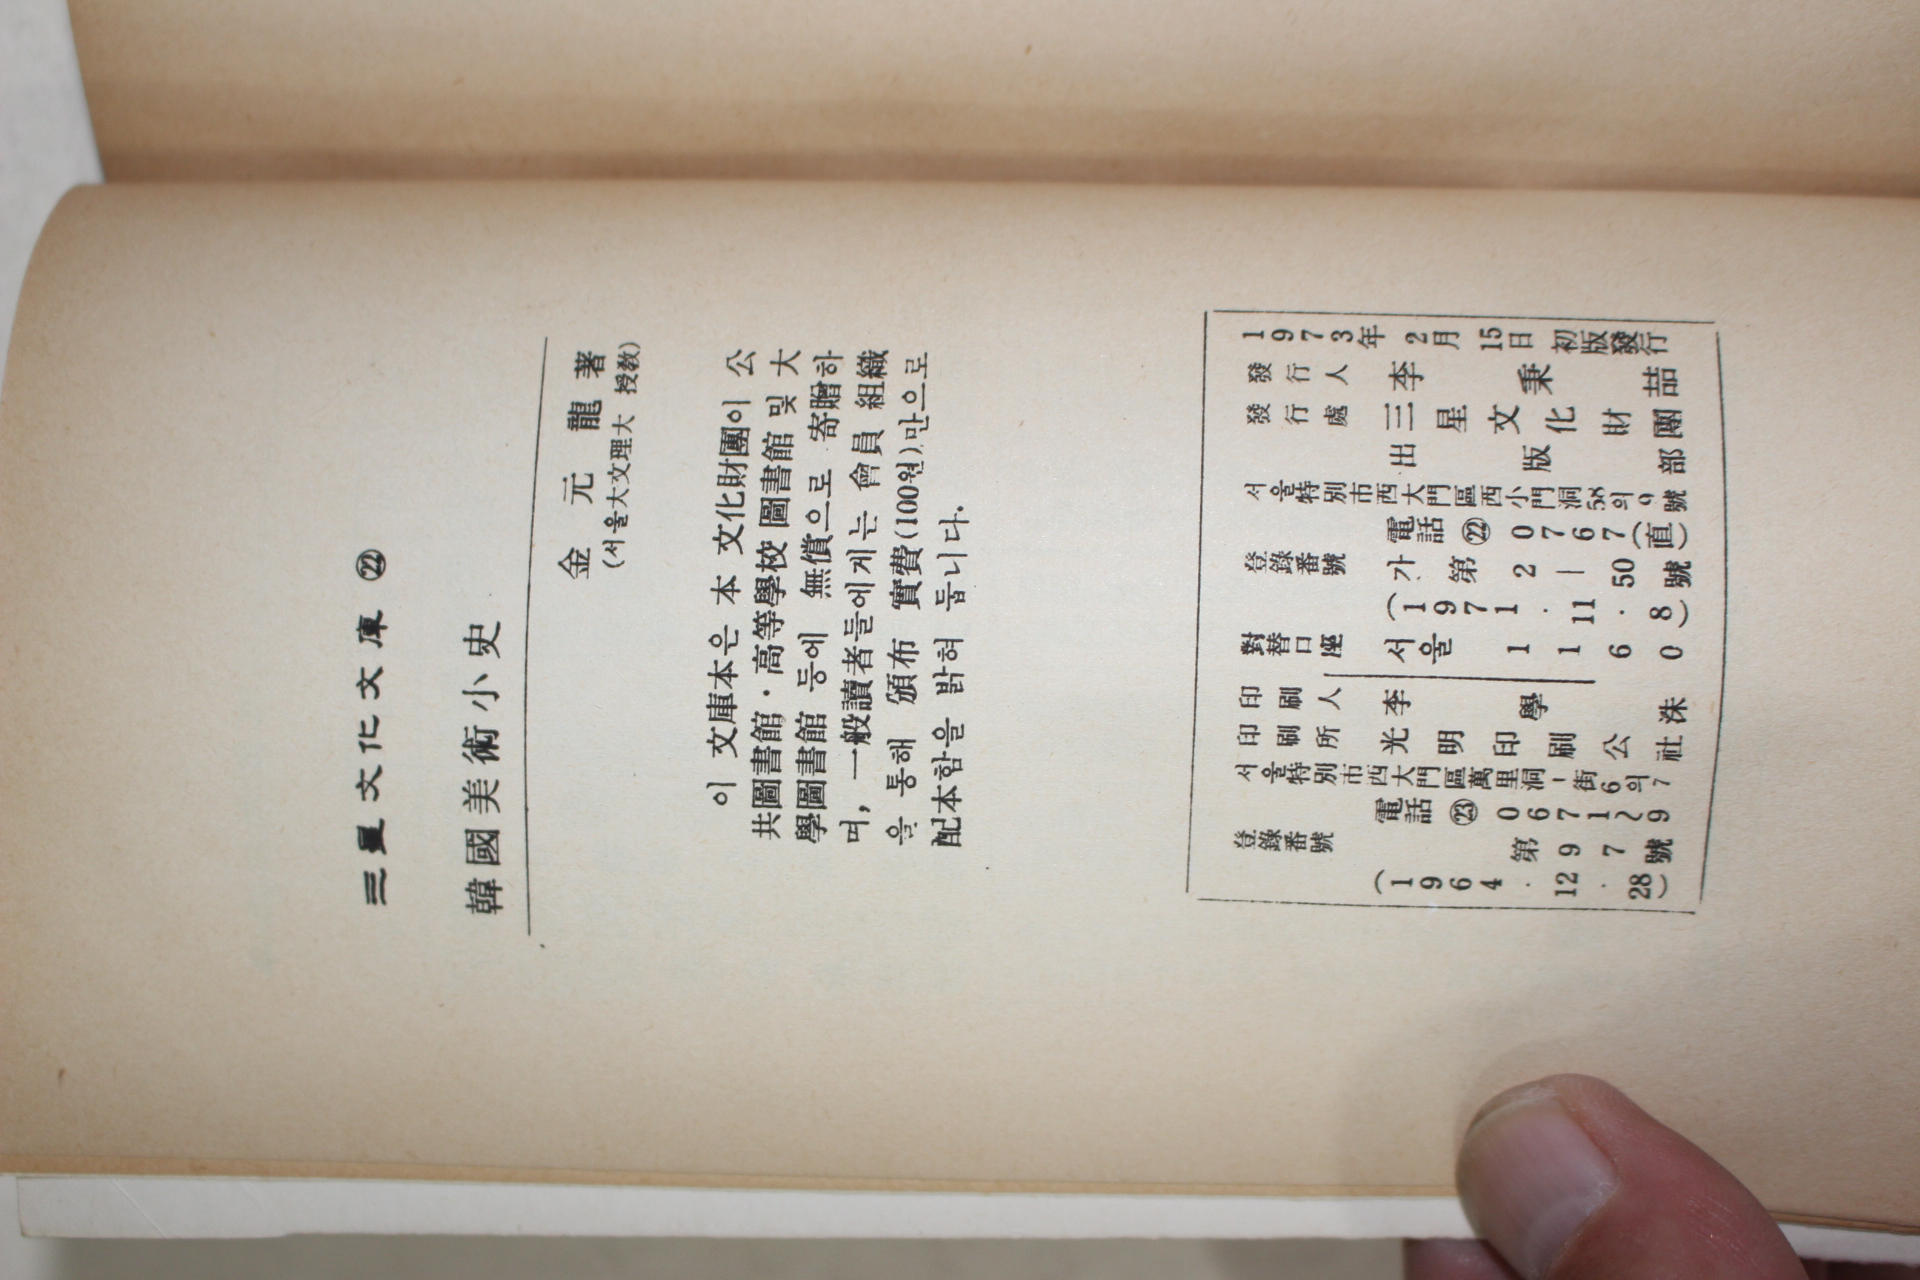 三星文化文庫 ㉒
韓國美術小史
金元龍 著
(서울大文理大 授敎)
이 文庫本은 本 文化財團이 公
共圖書館·高等學校 圖書館 및 大
學圖書館 등에 無償으로 寄贈하
며, 一般讀者들에게는 會員 組織
을 통해 頒布 實費(100원)만으로
配本함을 밝혀 둡니다.
1973年 2月 15日 初版發行
發行人 李秉喆
發行處 三星文化財團
出版部
서울特別市西大門區西小門洞58의9號
電話 ㉒ 0767(直)
登錄番號 가第2—50號
(1971·11·8)
對替口座 서울 1160
印刷人 李學洙
印刷所 光明印刷公社
서울特別市西大門區萬里洞1街6의7
電話 ㉓ 0671~9
登錄番號 第97號
(1964·12·28)